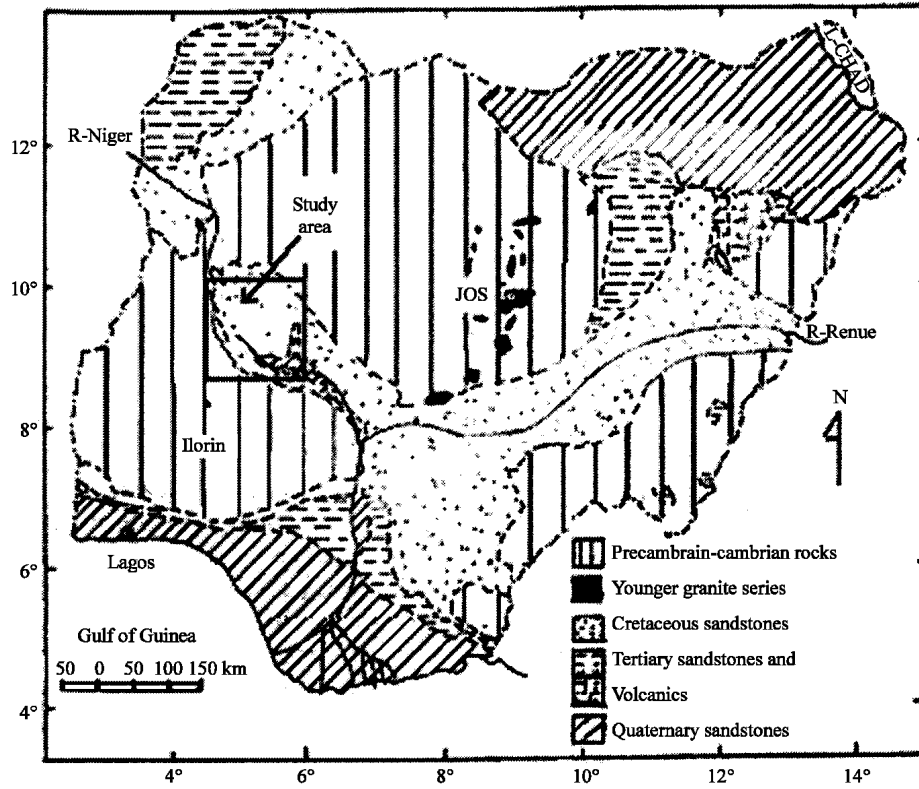 L-CHAD
12°
R-Niger
Study
area
10°
JOS
R-Renue
N
8°
Ilorin
Lagos
6°
Gulf of Guinea
50 0 50 100 150 km
4°
Precambrain-cambrian rocks
Younger granite series
Cretaceous sandstones
Tertiary sandstones and
Volcanics
Quaternary sandstones
4° 6° 8° 10° 12° 14°